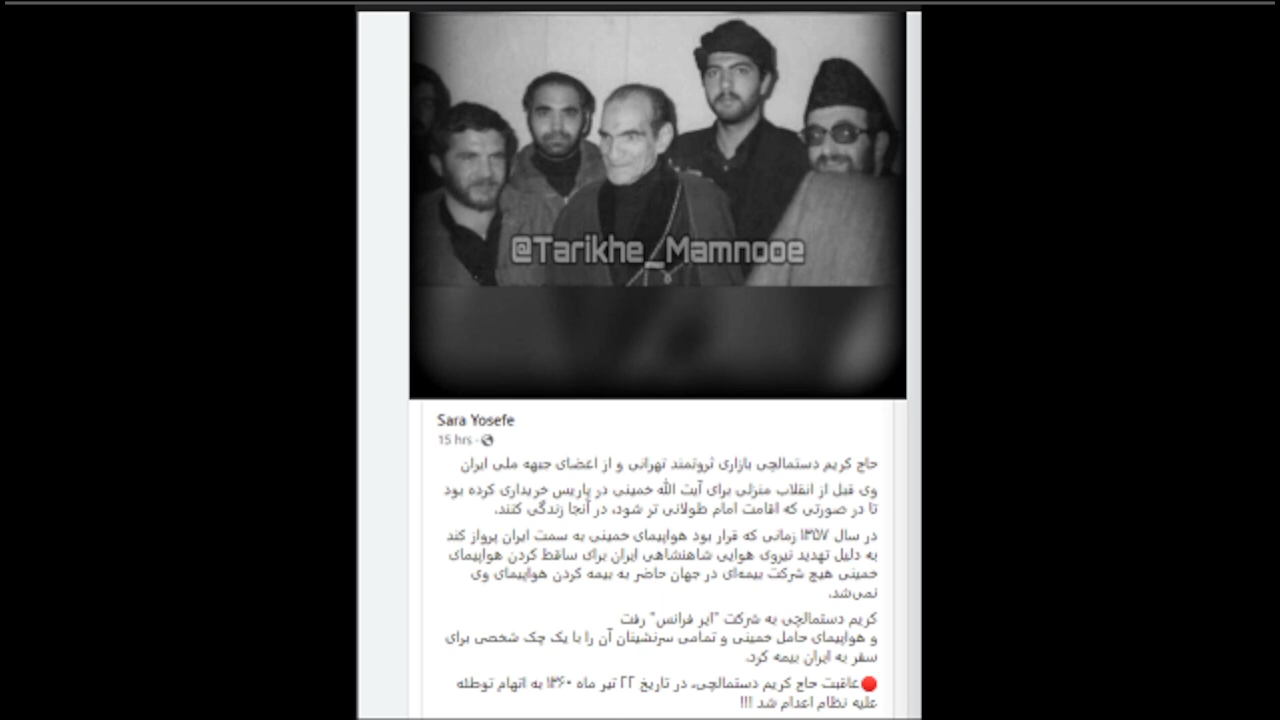 @Tarikhe_Mamnooe
Sara Yosefe
15 hrs ·
حاج کریم دستمالچی بازاری ثروتمند تهرانی و از اعضای جبهه ملی ایران
وی قبل از انقلاب منزلی برای آیت الله خمینی در پاریس خریداری کرده بود
تا در صورتی که اقامت امام طولانی تر شود، در آنجا زندگی کنند.
در سال ۱۳۵۷ زمانی که قرار بود هواپیمای خمینی به سمت ایران پرواز کند
به دلیل تهدید نیروی هوایی شاهنشاهی ایران برای ساقط کردن هواپیمای
خمینی هیچ شرکت بیمه‌ای در جهان حاضر به بیمه کردن هواپیمای وی
نمی‌شد.
کریم دستمالچی به شرکت "ایر فرانس" رفت
و هواپیمای حامل خمینی و تمامی سرنشینان آن را با یک چک شخصی برای
سفر به ایران بیمه کرد.
🔴عاقبت حاج کریم دستمالچی، در تاریخ ۲۲ تیر ماه ۱۳۶۰ به اتهام توطئه
علیه نظام اعدام شد !!!